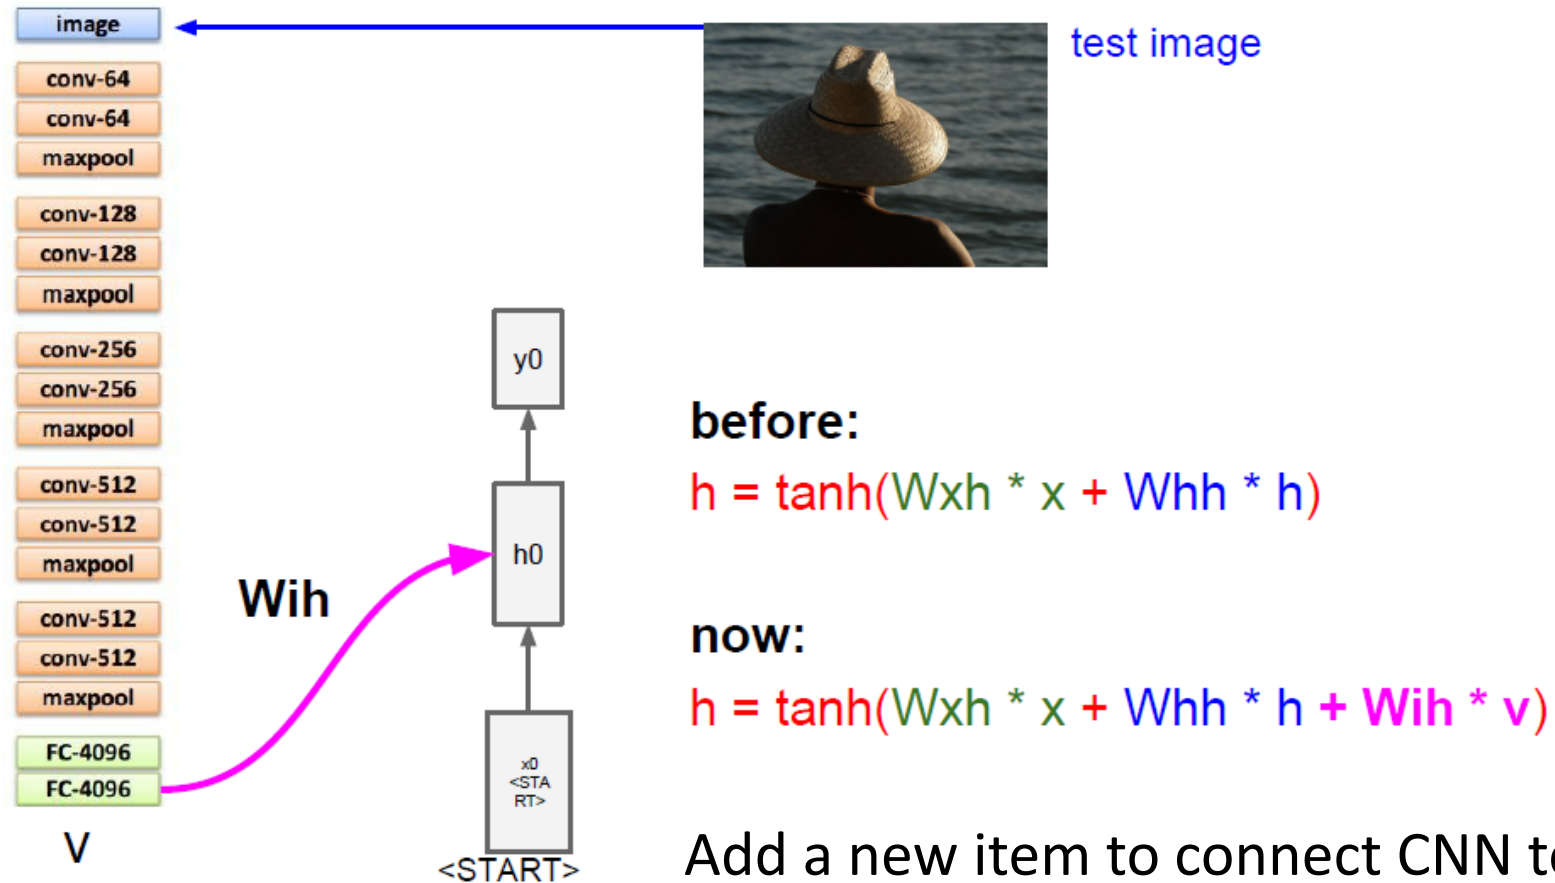 image
conv-64
conv-64
maxpool
conv-128
conv-128
maxpool
conv-256
conv-256
maxpool
conv-512
conv-512
maxpool
conv-512
conv-512
maxpool
FC-4096
FC-4096
V
Wih
y0
h0
x0
<STA
RT>
<START>
test image
before:
h = tanh(Wxh * x + Whh * h)
now:
h = tanh(Wxh * x + Whh * h + Wih * v)
Add a new item to connect CNN